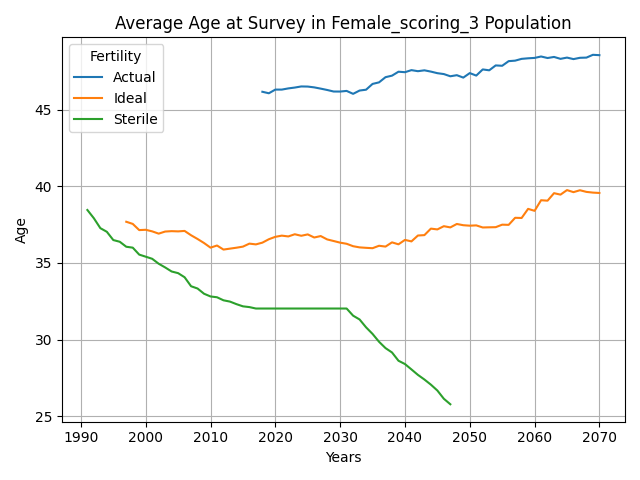 Average Age at Survey in Female_scoring_3 Population
Fertility
Actual
Ideal
Sterile
Age
45
40
35
30
25
1990 2000 2010 2020 2030 2040 2050 2060 2070
Years